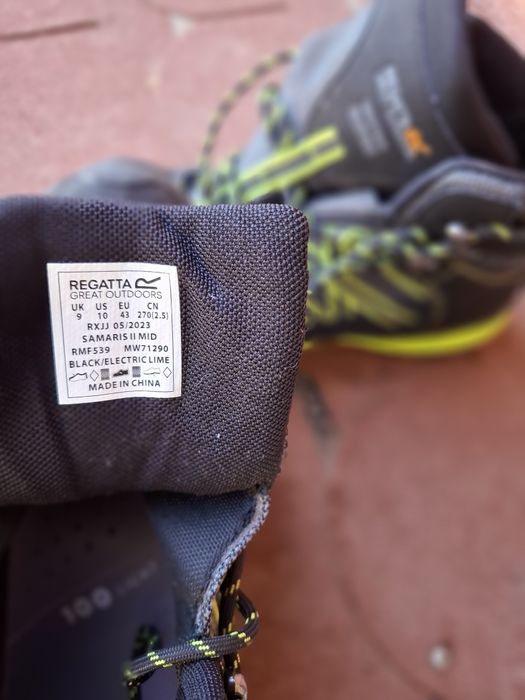 REGATTA
GREAT OUTDOORS
UK US EU CN
9 10 43 270(2.5)
RXJJ 05/2023
SAMARIS II MID
RMF539 MW71290
BLACK/ELECTRIC LIME
MADE IN CHINA
100